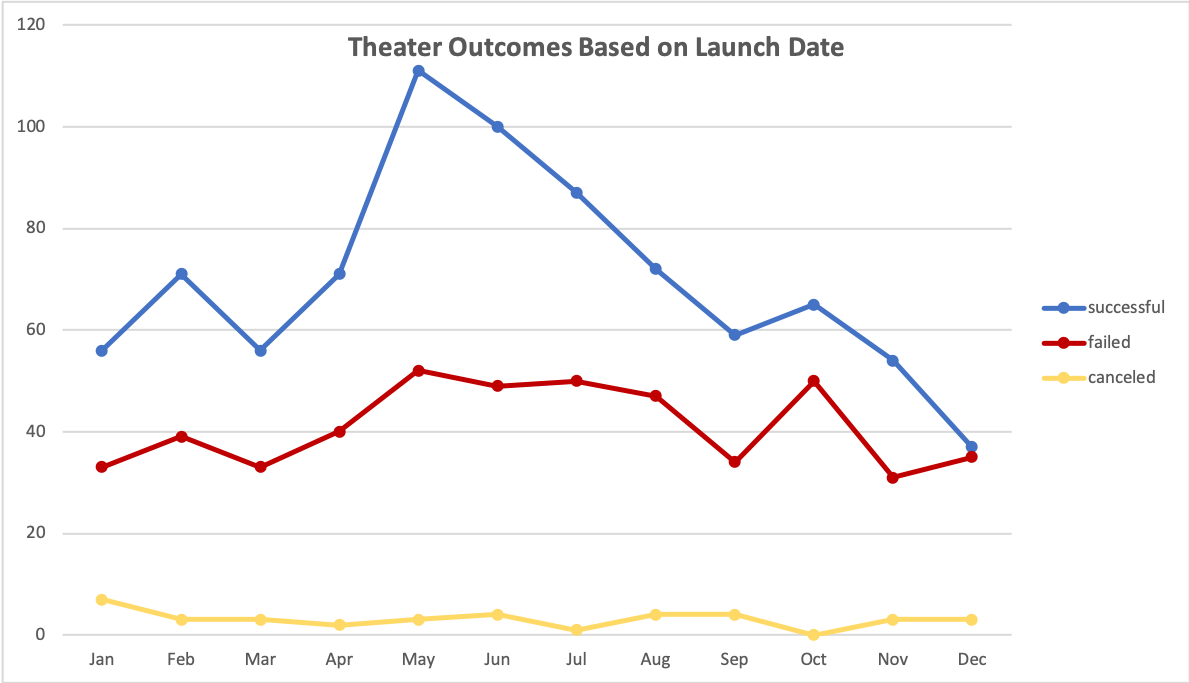 Theater Outcomes Based on Launch Date
120
100
80
60
40
20
0
Jan Feb Mar Apr May Jun Jul Aug Sep Oct Nov Dec
successful
failed
canceled